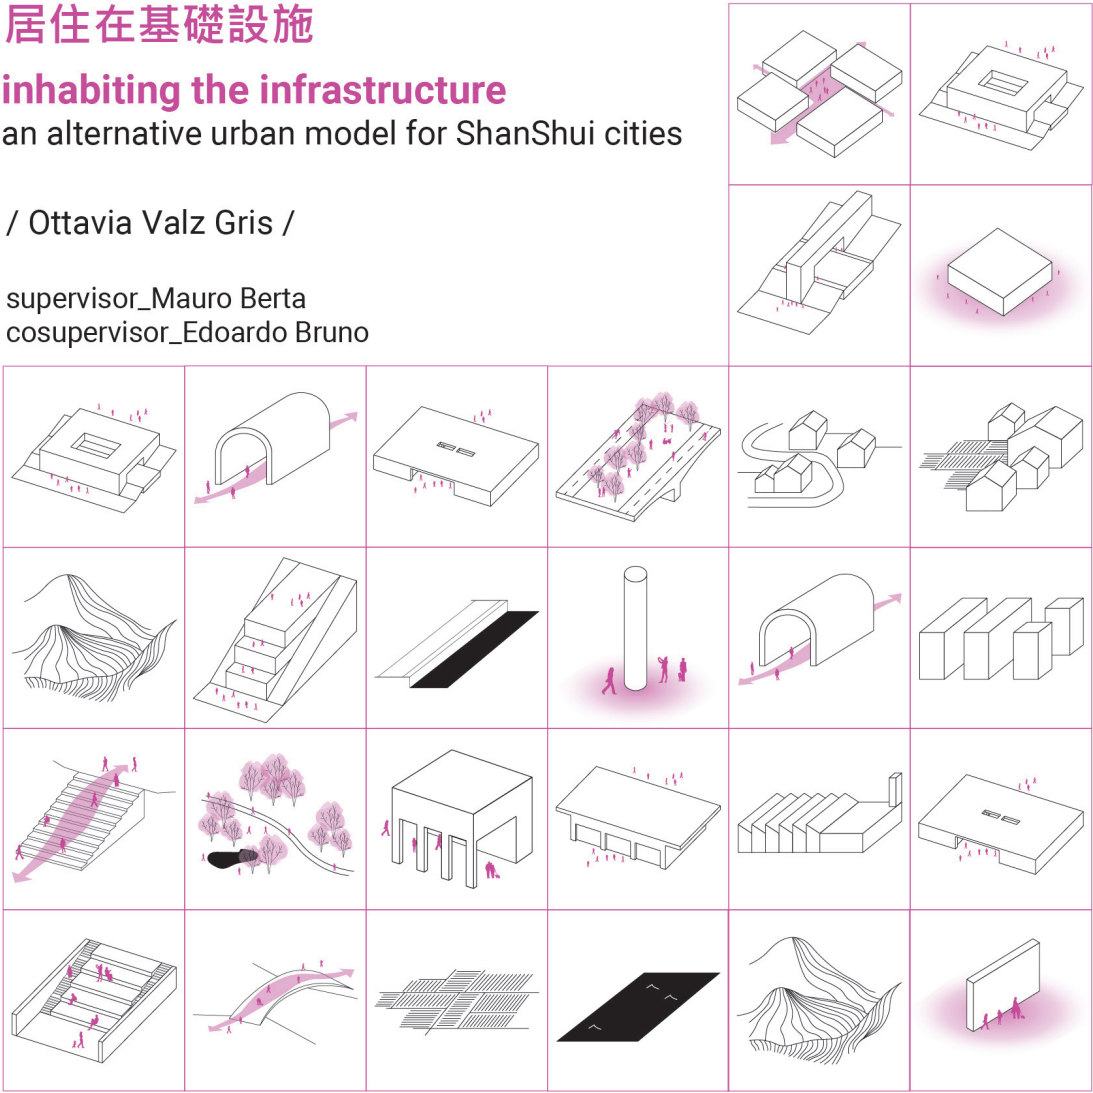 居住在基礎設施
inhabiting the infrastructure
an alternative urban model for ShanShui cities
/ Ottavia Valz Gris /
supervisor_Mauro Berta
cosupervisor_Edoardo Bruno